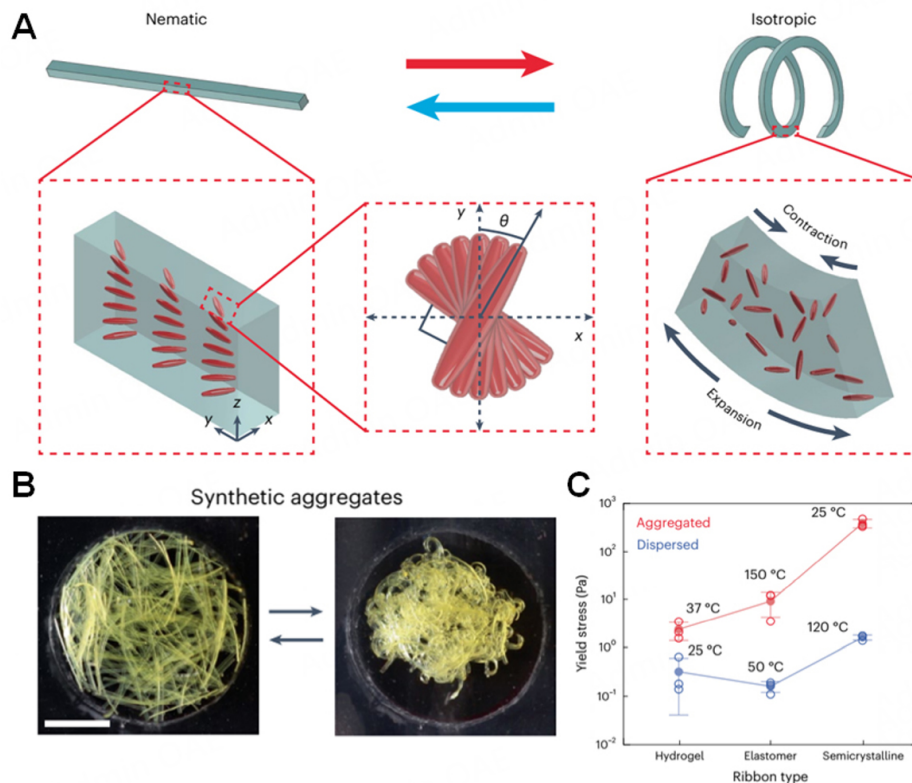 A
Nematic
Isotropic
y
θ
x
Contraction
Expansion
z
y
x
B
Synthetic aggregates
C
Aggregated
Dispersed
25 °C
150 °C
37 °C
120 °C
25 °C
50 °C
Yield stress (Pa)
10³
10²
10¹
10⁰
10⁻¹
10⁻²
Hydrogel
Elastomer
Semicrystalline
Ribbon type